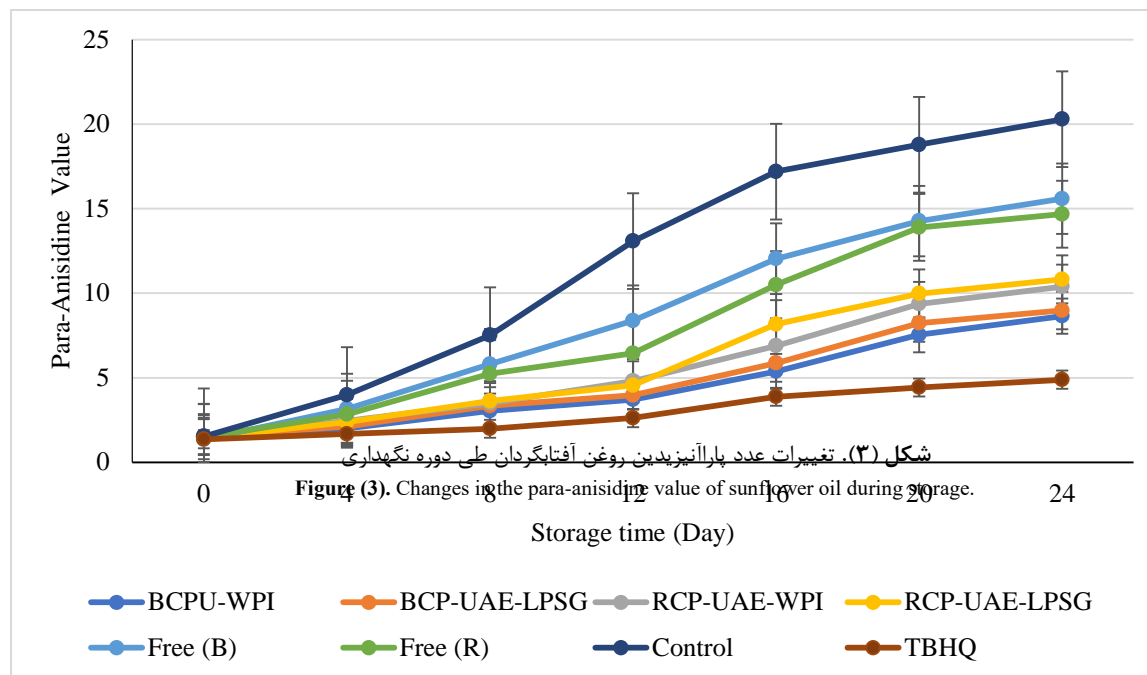 25
20
15
10
5
0
Para-Anisidine Value
شکل (۳). تغییرات عدد پاراآنیزیدین روغن آفتابگردان طی دوره نگهداری
Figure (3). Changes in the para-anisidine value of sunflower oil during storage.
0 4 8 12 16 20 24
Storage time (Day)
BCPU-WPI BCP-UAE-LPSG RCP-UAE-WPI RCP-UAE-LPSG
Free (B) Free (R) Control TBHQ